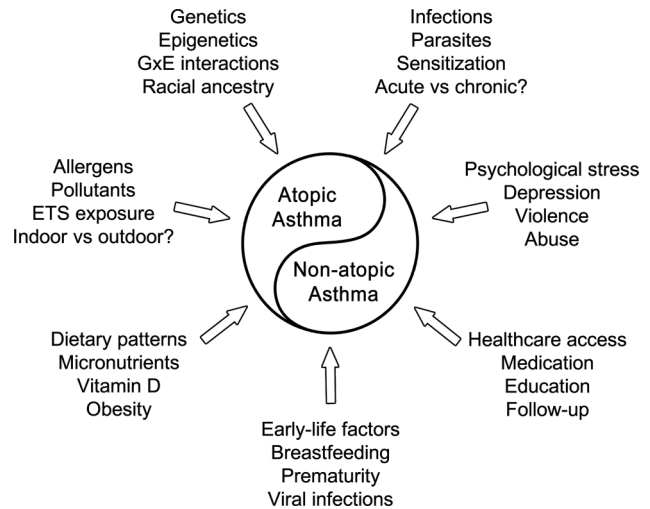 Genetics
Epigenetics
GxE interactions
Racial ancestry
Infections
Parasites
Sensitization
Acute vs chronic?
Allergens
Pollutants
ETS exposure
Indoor vs outdoor?
Atopic
Asthma
Psychological stress
Depression
Violence
Abuse
Non-atopic
Asthma
Dietary patterns
Micronutrients
Vitamin D
Obesity
Healthcare access
Medication
Education
Follow-up
Early-life factors
Breastfeeding
Prematurity
Viral infections